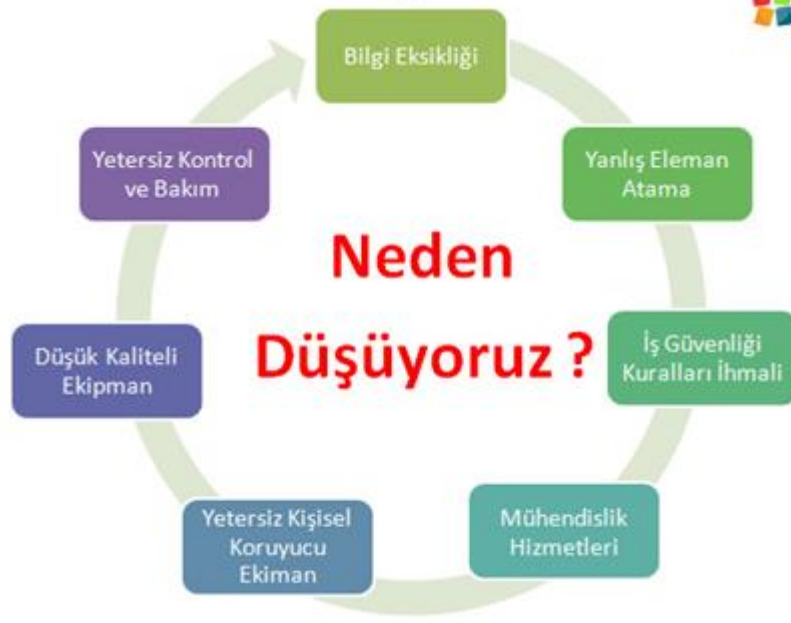 Bilgi Eksikliği
Yanlış Eleman
Atama
İş Güvenliği
Kuralları İhmali
Mühendislik
Hizmetleri
Yetersiz Kişisel
Koruyucu
Ekiman
Düşük Kaliteli
Ekipman
Yetersiz Kontrol
ve Bakım
Neden
Düşüyoruz ?